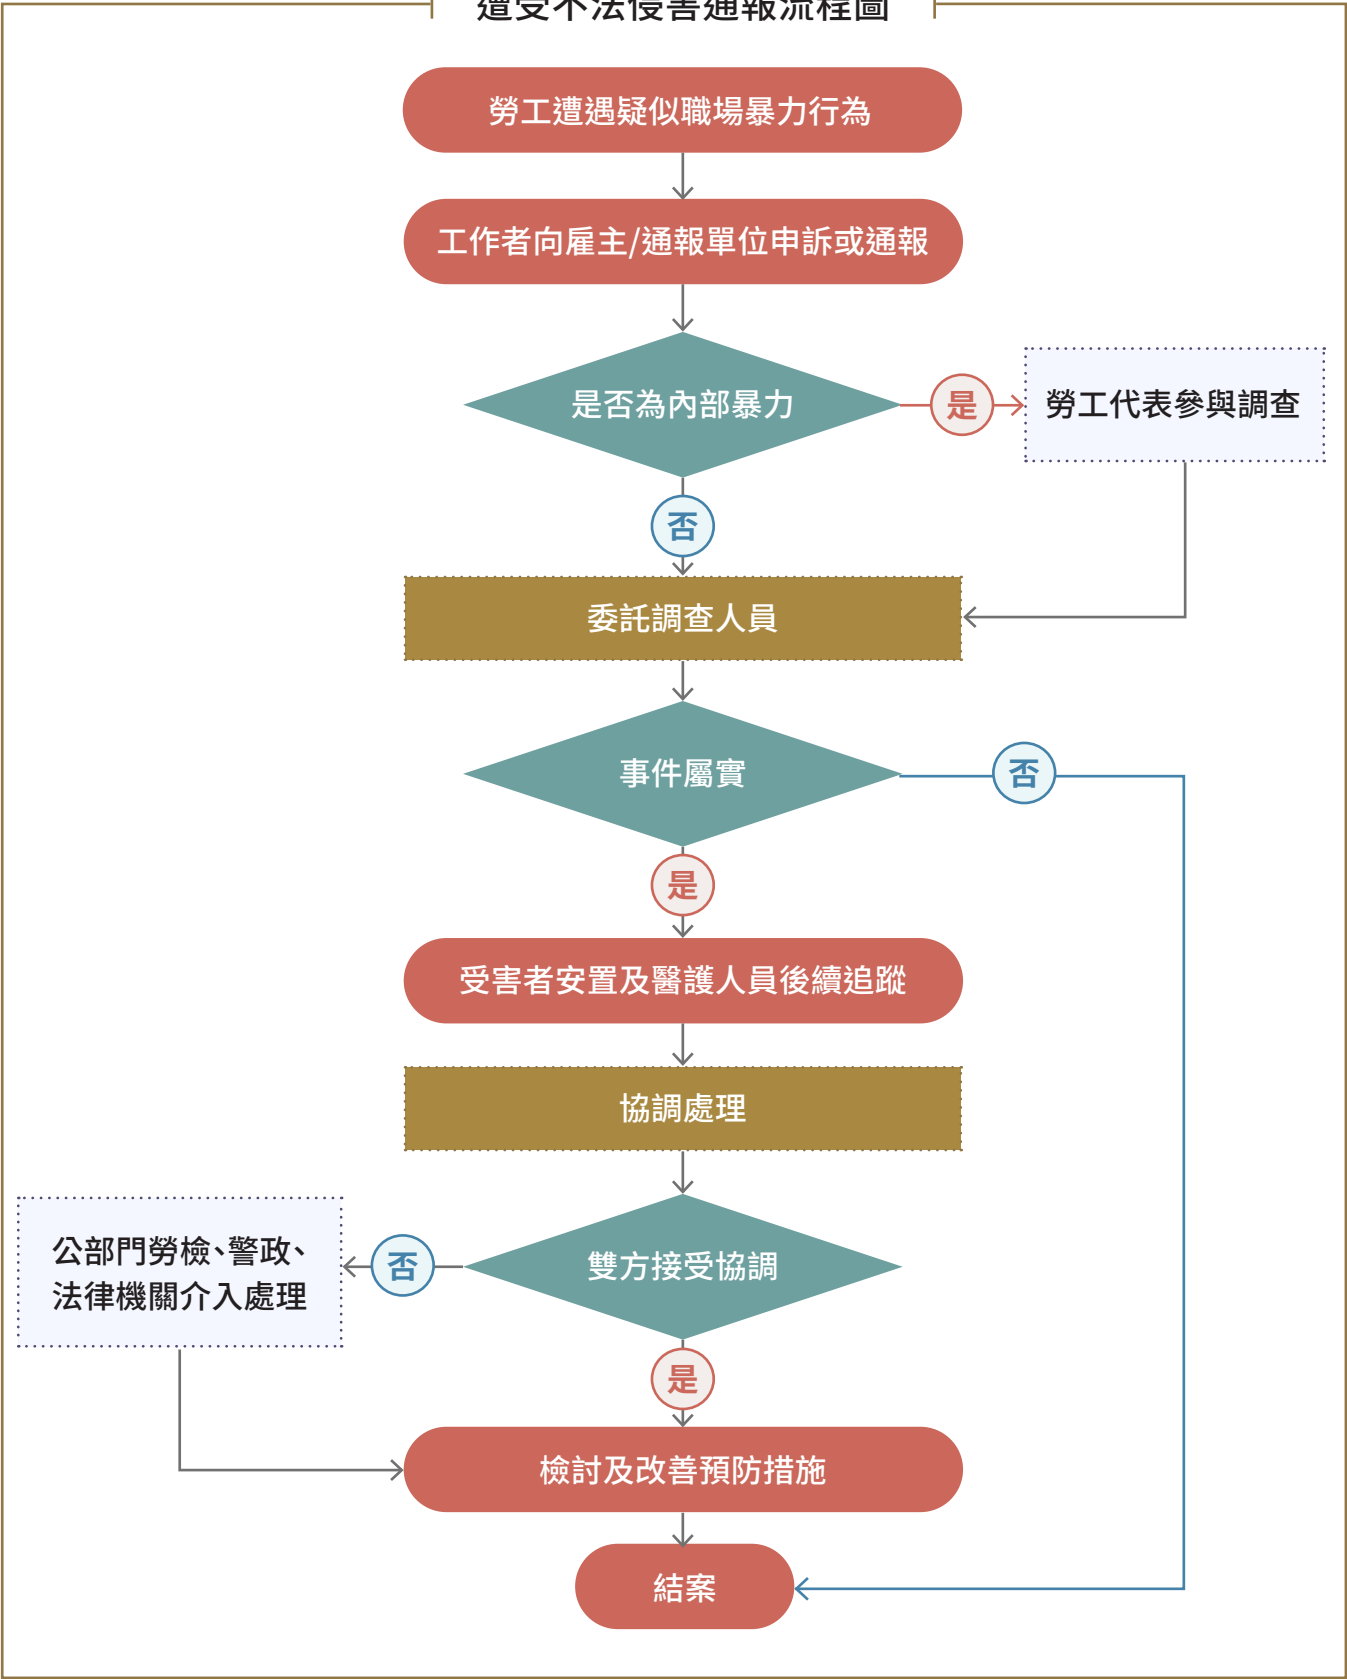 遭受不法侵害通報流程圖
勞工遭遇疑似職場暴力行為
工作者向雇主/通報單位申訴或通報
是否為內部暴力
是
勞工代表參與調查
否
委託調查人員
事件屬實
否
是
受害者安置及醫護人員後續追蹤
協調處理
公部門勞檢、警政、
法律機關介入處理
否
雙方接受協調
是
檢討及改善預防措施
結案